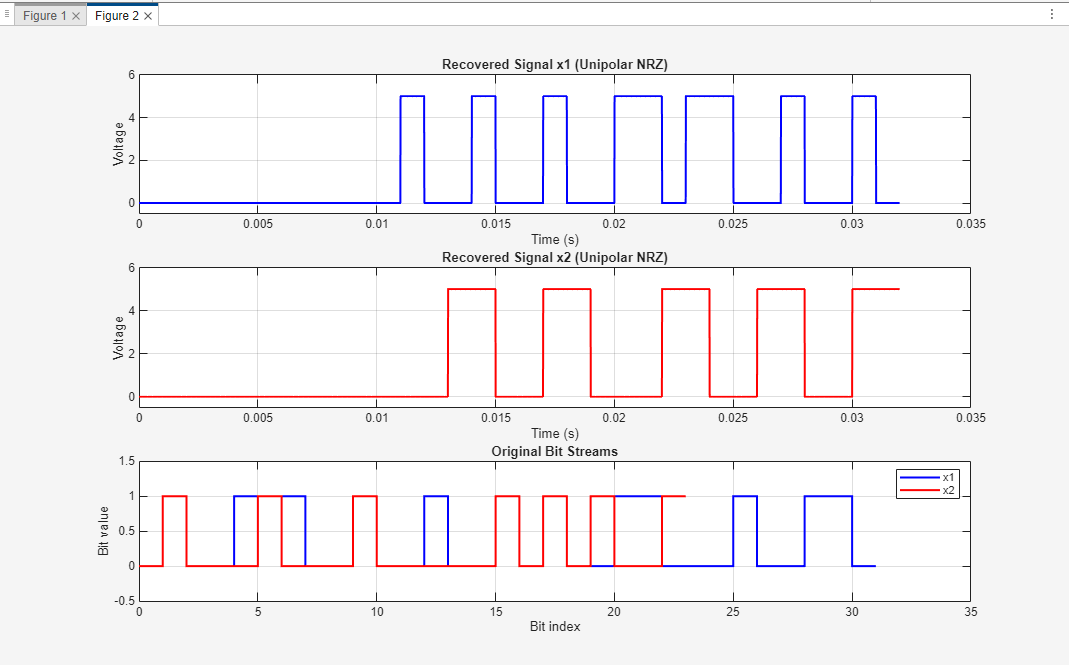 Figure 1 × Figure 2 ×
Recovered Signal x1 (Unipolar NRZ)
6
4
2
0
Voltage
0 0.005 0.01 0.015 0.02 0.025 0.03 0.035
Time (s)
Recovered Signal x2 (Unipolar NRZ)
6
4
2
0
Voltage
0 0.005 0.01 0.015 0.02 0.025 0.03 0.035
Time (s)
Original Bit Streams
1.5
1
0.5
0
-0.5
Bit value
x1
x2
0 5 10 15 20 25 30 35
Bit index